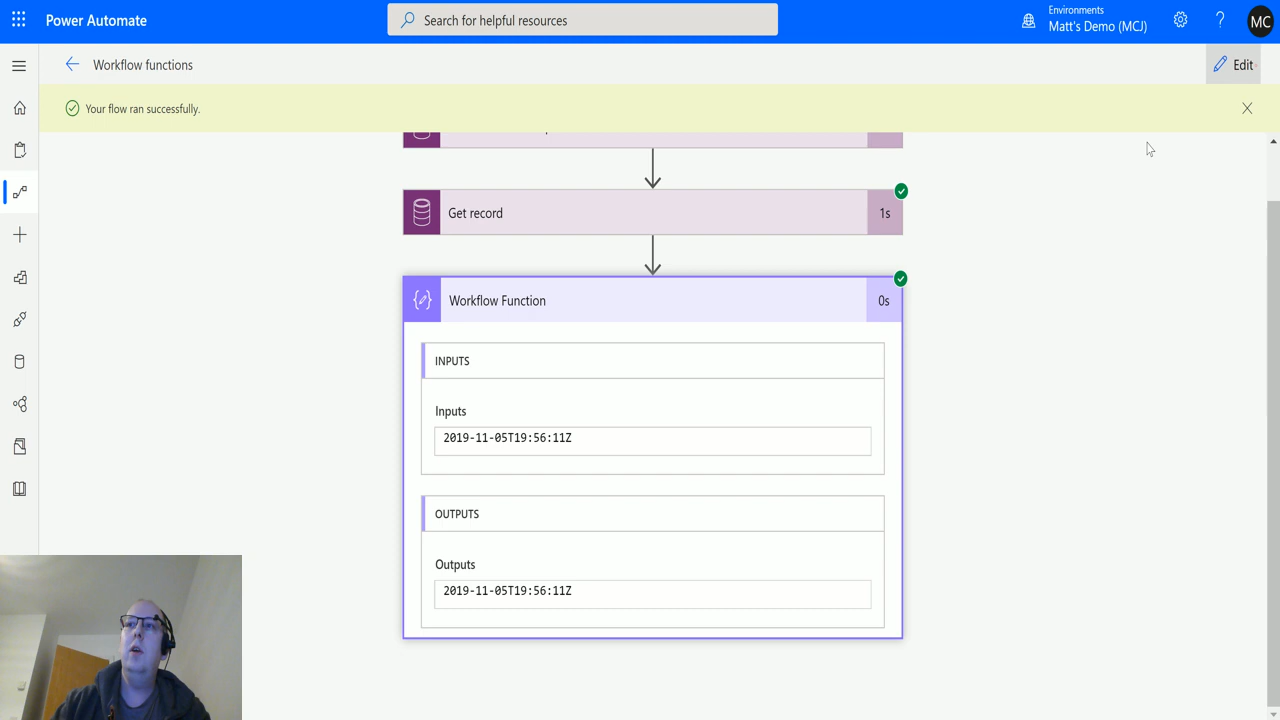 Power Automate
Search for helpful resources
Environments
Matt's Demo (MCJ)
?
MC
Workflow functions
Edit
Your flow ran successfully.
Get record
1s
Workflow Function
0s
INPUTS
Inputs
2019-11-05T19:56:11Z
OUTPUTS
Outputs
2019-11-05T19:56:11Z